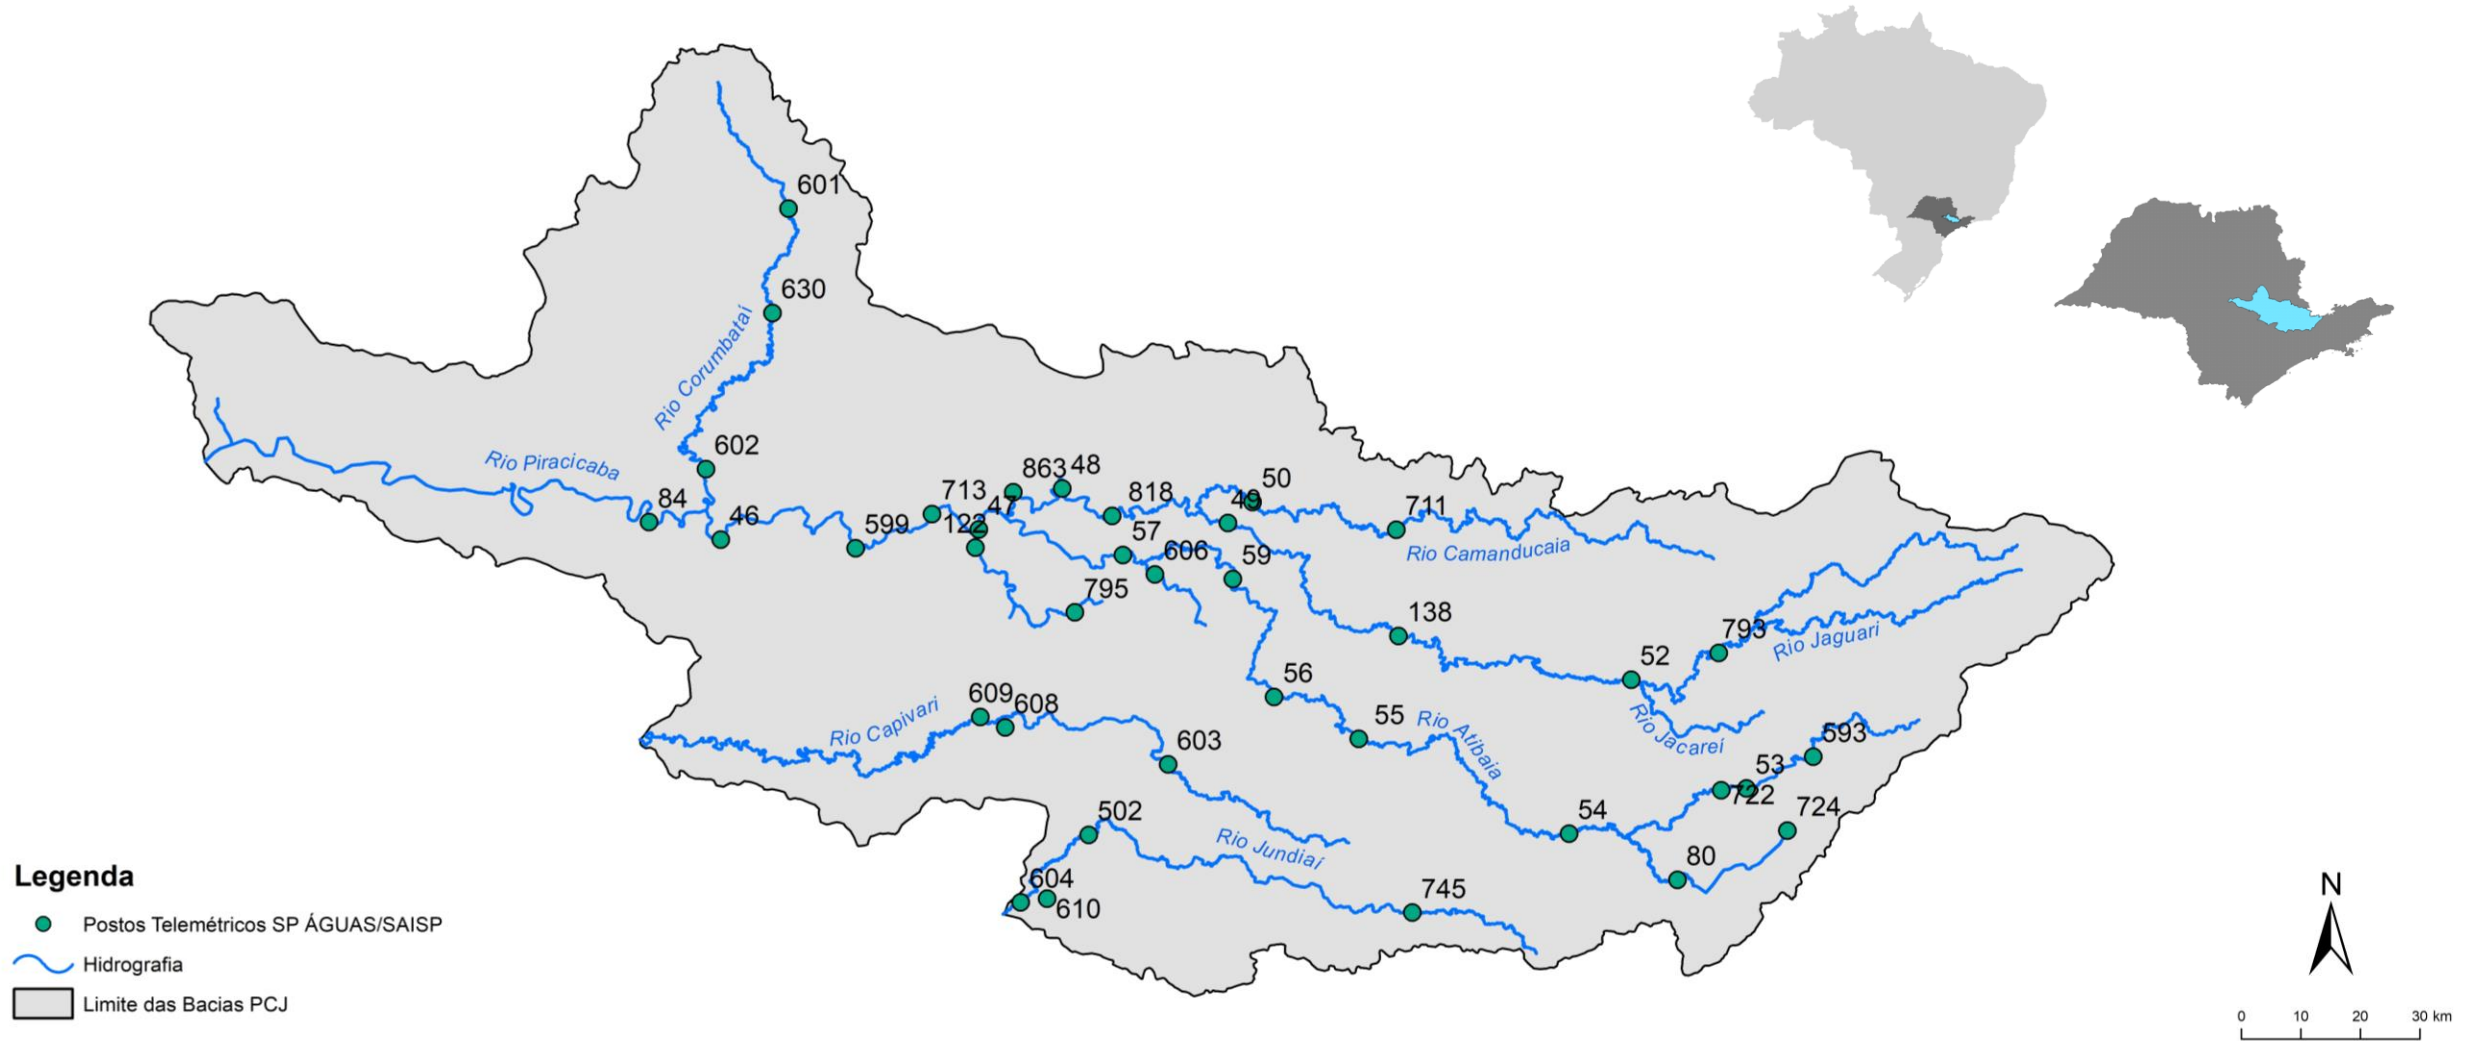 601
630
Rio Corumbataí
602
Rio Piracicaba
84
46
599
713
122
47
863
48
818
57
606
795
49
50
59
711
Rio Camanducaia
138
52
793
Rio Jaguari
Rio Jacareí
56
55
Rio Atibaia
593
53
722
724
54
80
609
608
Rio Capivari
603
502
Rio Jundiaí
604
610
745
Legenda
Postos Telemétricos SP ÁGUAS/SAISP
Hidrografia
Limite das Bacias PCJ
N
0 10 20 30 km